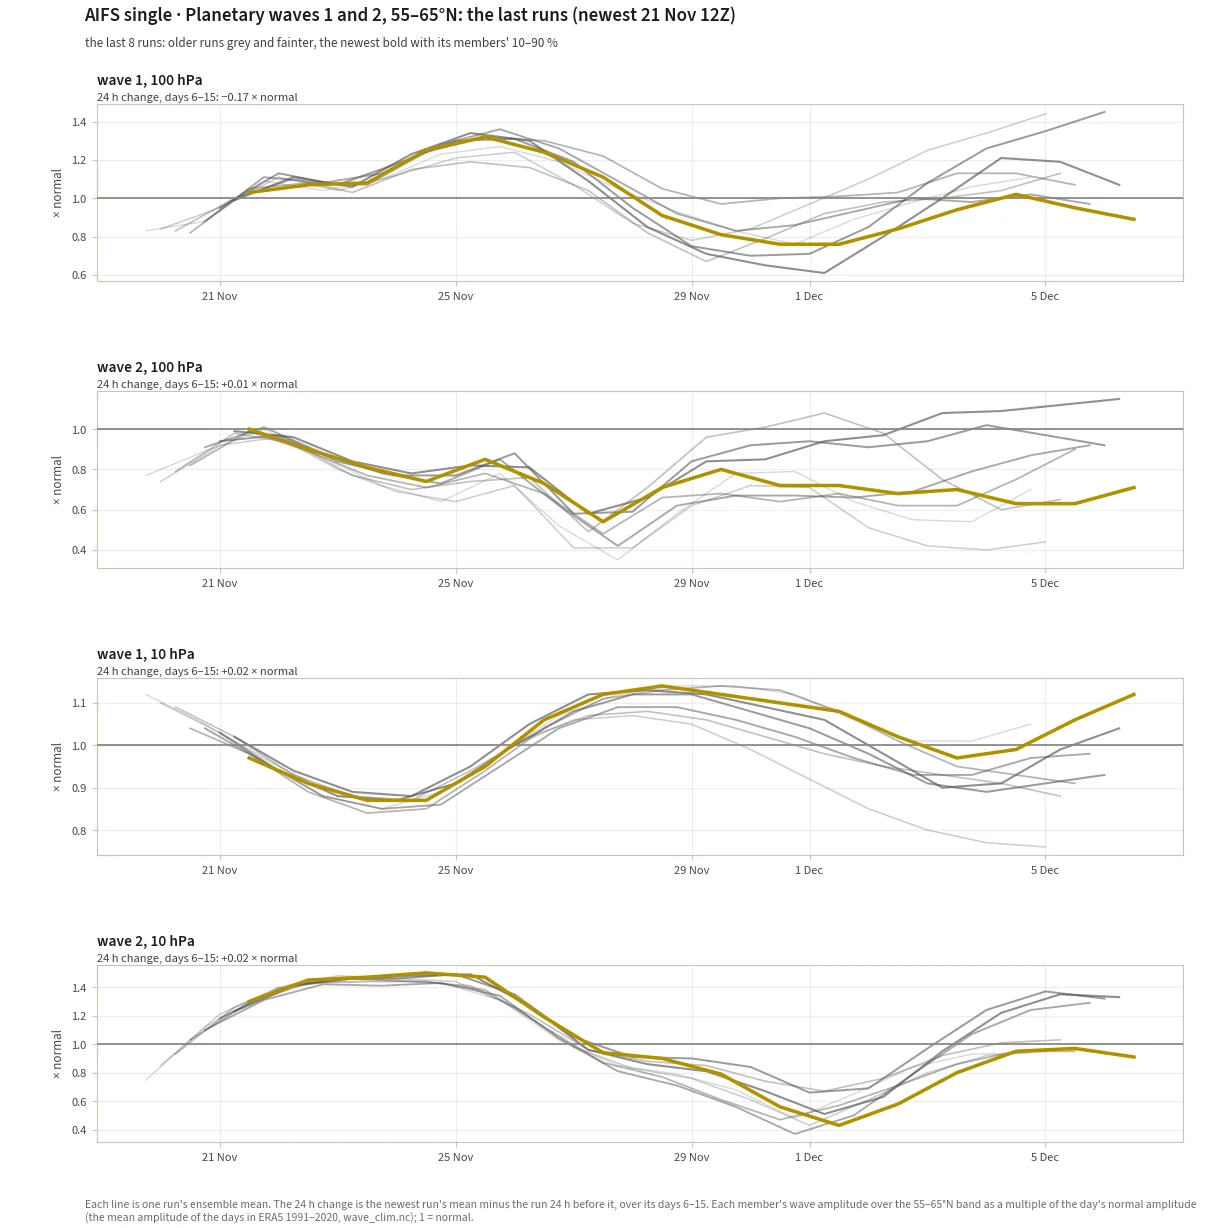 AIFS single · Planetary waves 1 and 2, 55–65°N: the last runs (newest 21 Nov 12Z)
the last 8 runs: older runs grey and fainter, the newest bold with its members' 10–90 %
wave 1, 100 hPa
24 h change, days 6–15: −0.17 × normal
1.4
1.2
1.0
0.8
0.6
× normal
21 Nov
25 Nov
29 Nov
1 Dec
5 Dec
wave 2, 100 hPa
24 h change, days 6–15: +0.01 × normal
1.0
0.8
0.6
0.4
× normal
21 Nov
25 Nov
29 Nov
1 Dec
5 Dec
wave 1, 10 hPa
24 h change, days 6–15: +0.02 × normal
1.1
1.0
0.9
0.8
× normal
21 Nov
25 Nov
29 Nov
1 Dec
5 Dec
wave 2, 10 hPa
24 h change, days 6–15: +0.02 × normal
1.4
1.2
1.0
0.8
0.6
0.4
× normal
21 Nov
25 Nov
29 Nov
1 Dec
5 Dec
Each line is one run's ensemble mean. The 24 h change is the newest run's mean minus the run 24 h before it, over its days 6–15. Each member's wave amplitude over the 55–65°N band as a multiple of the day's normal amplitude
(the mean amplitude of the days in ERA5 1991–2020, wave_clim.nc); 1 = normal.